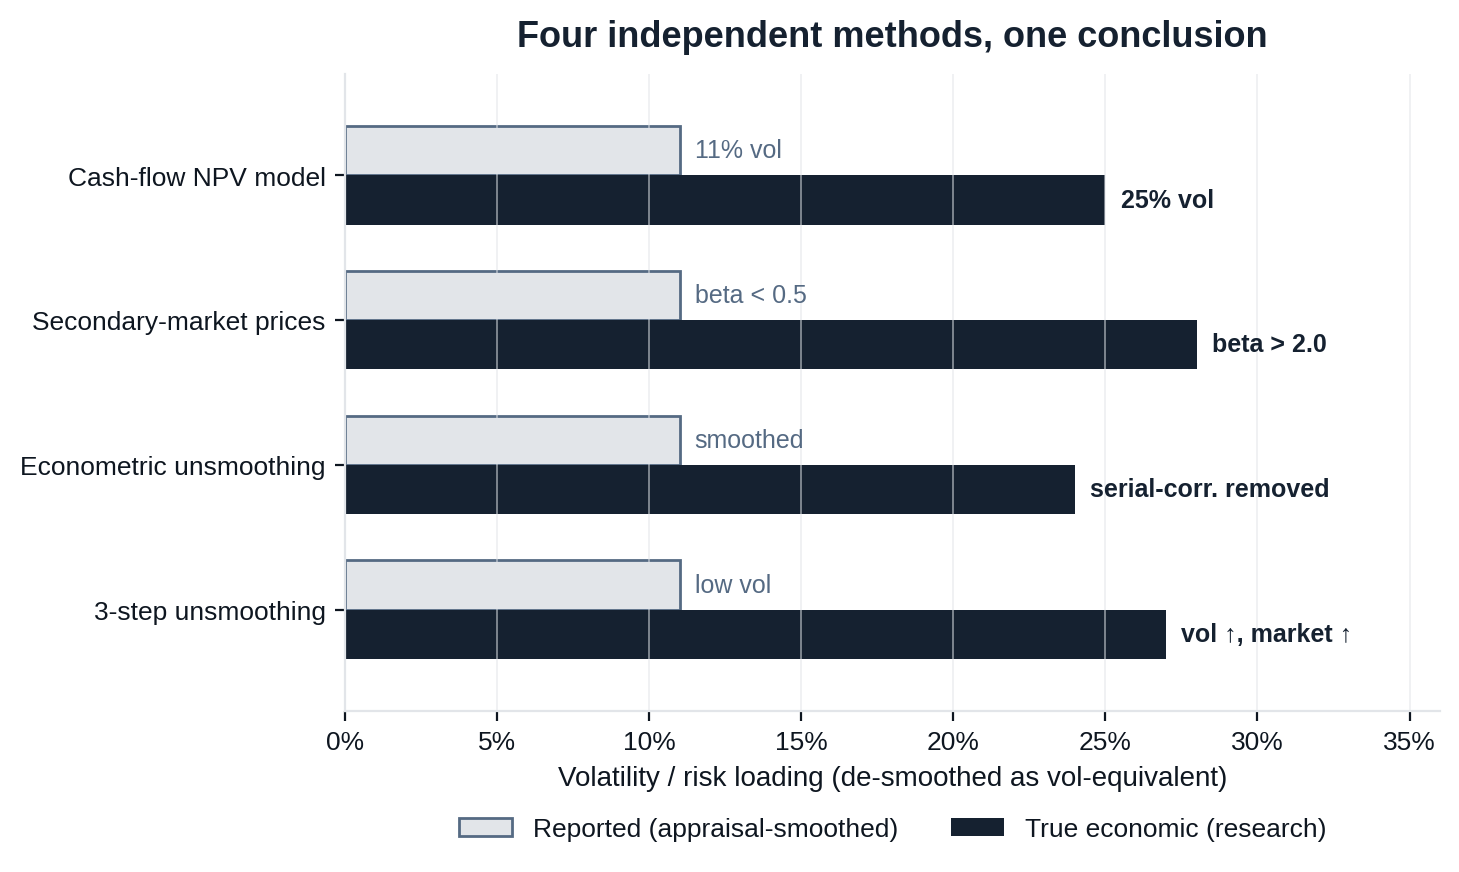 Four independent methods, one conclusion
Cash-flow NPV model
11% vol
25% vol
Secondary-market prices
beta < 0.5
beta > 2.0
Econometric unsmoothing
smoothed
serial-corr. removed
3-step unsmoothing
low vol
vol ↑, market ↑
0% 5% 10% 15% 20% 25% 30% 35%
Volatility / risk loading (de-smoothed as vol-equivalent)
Reported (appraisal-smoothed) True economic (research)